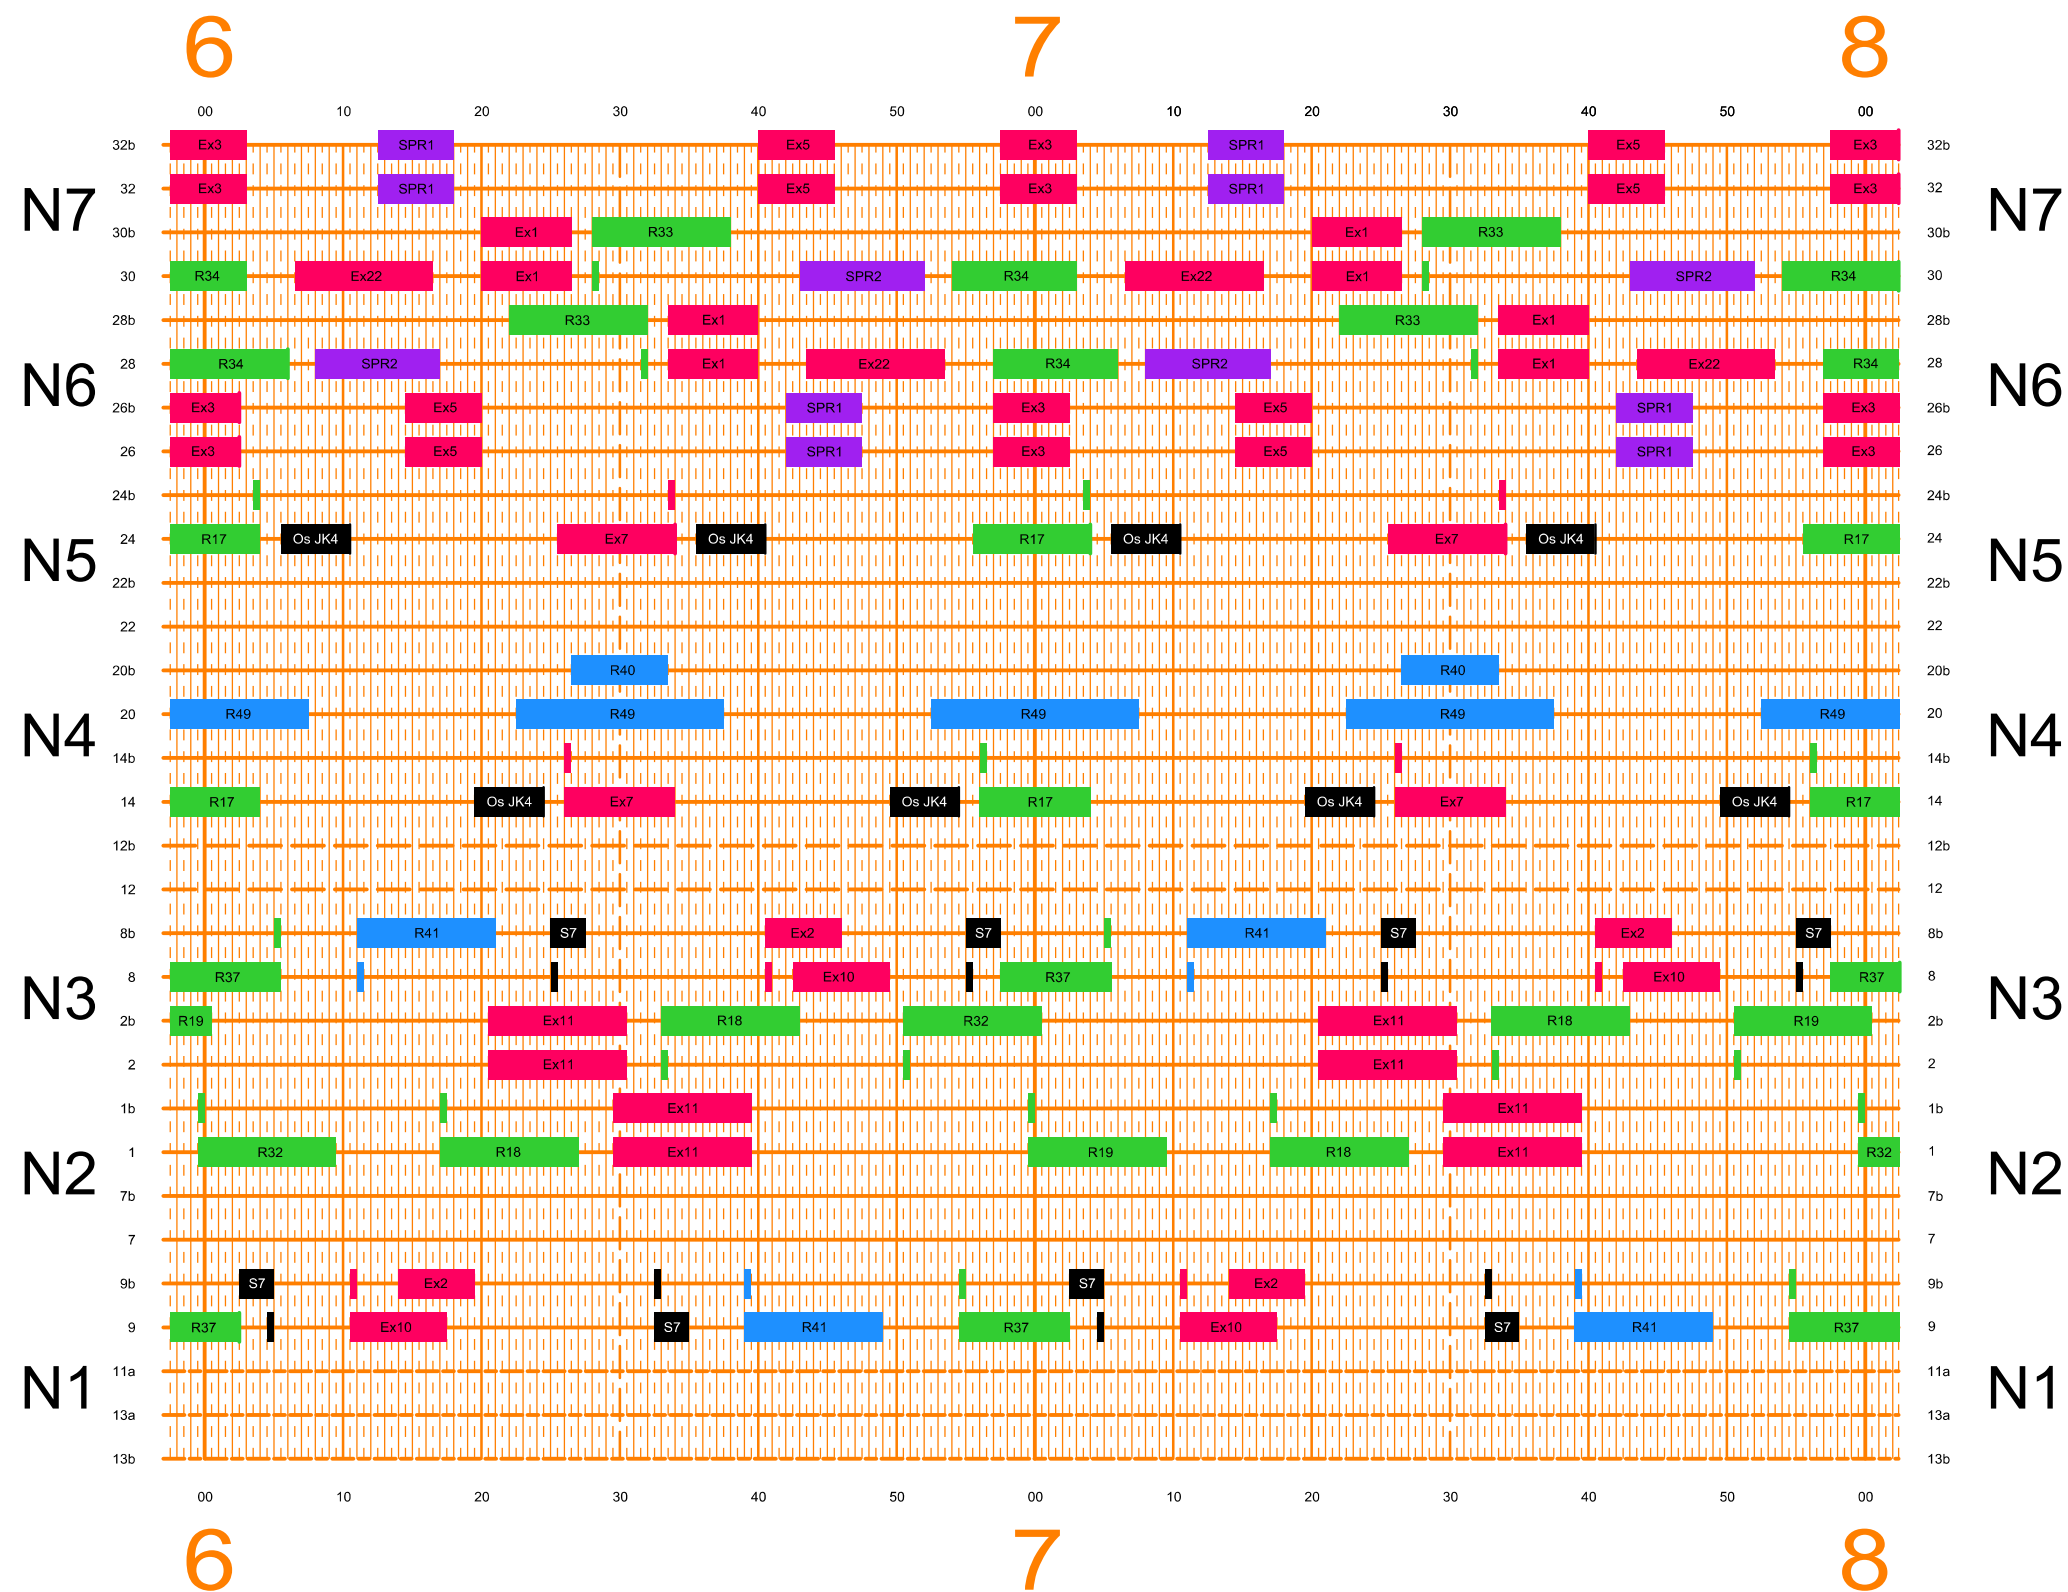 6 7 8
00 10 20 30 40 50 00 10 20 30 40 50 00
32b Ex3 SPR1 Ex5 Ex3 SPR1 Ex5 Ex3 32b
32 Ex3 SPR1 Ex5 Ex3 SPR1 Ex5 Ex3 32
N7 N7
30b Ex1 R33 Ex1 R33 30b
30 R34 Ex22 Ex1 SPR2 R34 Ex22 Ex1 SPR2 R34 30
28b R33 Ex1 R33 Ex1 28b
28 R34 SPR2 Ex1 Ex22 R34 SPR2 Ex1 Ex22 R34 28
N6 N6
26b Ex3 Ex5 SPR1 Ex3 Ex5 SPR1 Ex3 26b
26 Ex3 Ex5 SPR1 Ex3 Ex5 SPR1 Ex3 26
24b 24b
24 R17 Os JK4 Ex7 Os JK4 R17 Os JK4 Ex7 Os JK4 R17 24
N5 N5
22b 22b
22 22
20b R40 R40 20b
20 R49 R49 R49 R49 R49 20
N4 N4
14b 14b
14 R17 Os JK4 Ex7 Os JK4 R17 Os JK4 Ex7 Os JK4 R17 14
12b 12b
12 12
8b R41 S7 Ex2 S7 R41 S7 Ex2 S7 8b
8 R37 Ex10 R37 Ex10 R37 8
N3 N3
2b R19 Ex11 R18 R32 Ex11 R18 R19 2b
2 Ex11 Ex11 2
1b Ex11 Ex11 1b
1 R32 R18 Ex11 R19 R18 Ex11 R32 1
N2 N2
7b 7b
7 7
9b S7 Ex2 S7 Ex2 9b
9 R37 Ex10 S7 R41 R37 Ex10 S7 R41 R37 9
11a 11a
N1 N1
13a 13a
13b 13b
00 10 20 30 40 50 00 10 20 30 40 50 00
6 7 8